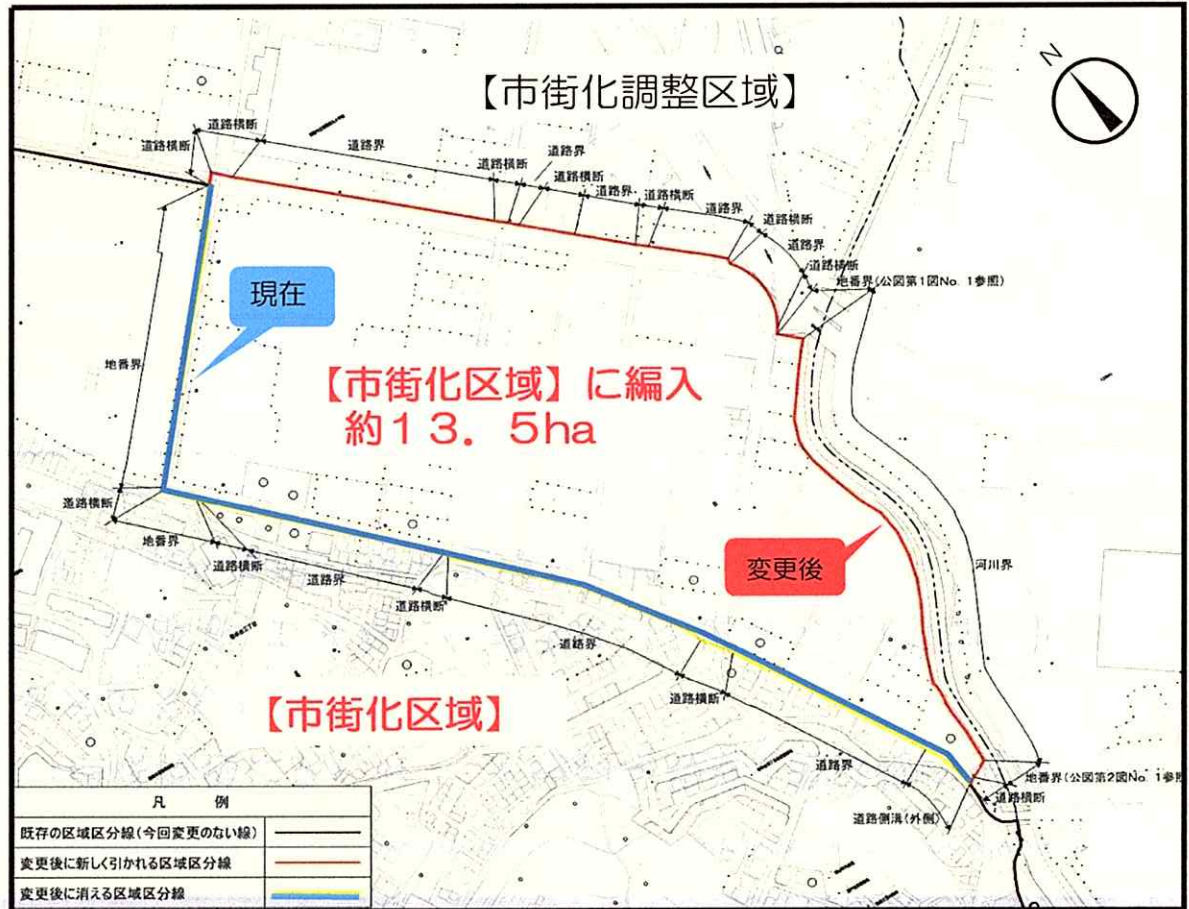 【市街化調整区域】
N
道路横断
道路横断
道路界
道路横断
道路界
道路横断
道路界
道路横断
道路界
道路横断
道路界
道路横断
地番界(公図第1図No. 1参照)
現在
地番界
【市街化区域】に編入
約13. 5ha
道路横断
地番界
道路横断
道路界
道路横断
道路界
変更後
河川界
道路横断
【市街化区域】
道路界
地番界(公図第2図No. 1参照
道路横断
道路側溝(外側)
凡 例
既存の区域区分線(今回変更のない線)
変更後に新しく引かれる区域区分線
変更後に消える区域区分線